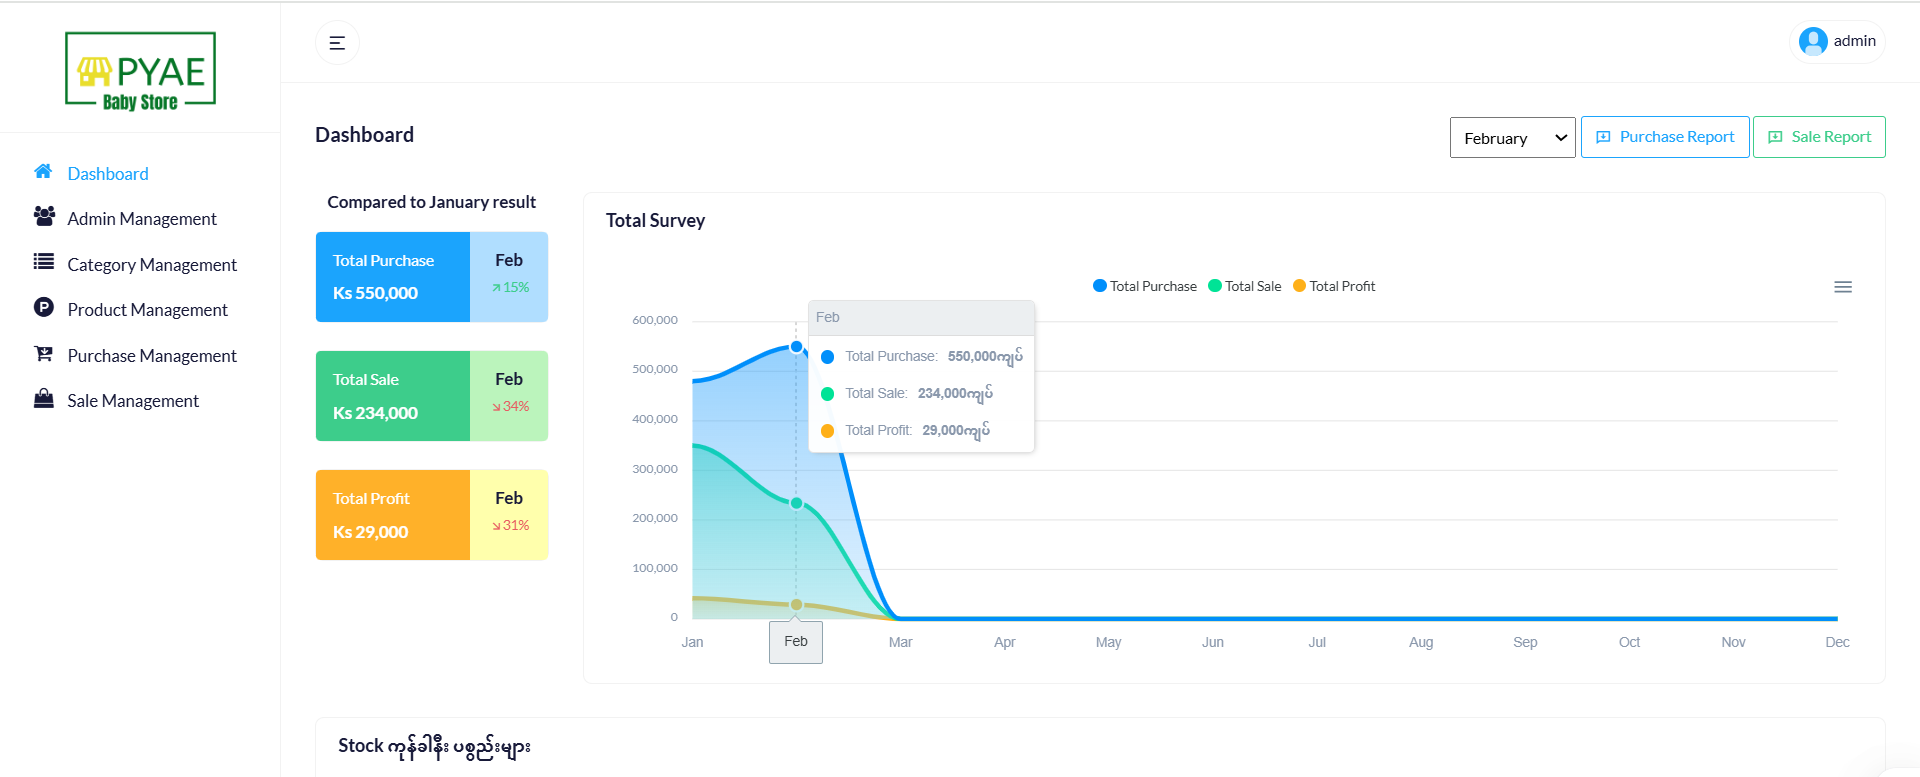 PYAE
Baby Store
admin
Dashboard
Admin Management
Category Management
Product Management
Purchase Management
Sale Management
Dashboard
February
Purchase Report
Sale Report
Compared to January result
Total Purchase
Ks 550,000
Feb
15%
Total Sale
Ks 234,000
Feb
34%
Total Profit
Ks 29,000
Feb
31%
Total Survey
Total Purchase Total Sale Total Profit
600,000
500,000
400,000
300,000
200,000
100,000
0
Feb
Total Purchase: 550,000ကျပ်
Total Sale: 234,000ကျပ်
Total Profit: 29,000ကျပ်
Jan Feb Mar Apr May Jun Jul Aug Sep Oct Nov Dec
Feb
Stock ကုန်ခါနီး ပစ္စည်းများ